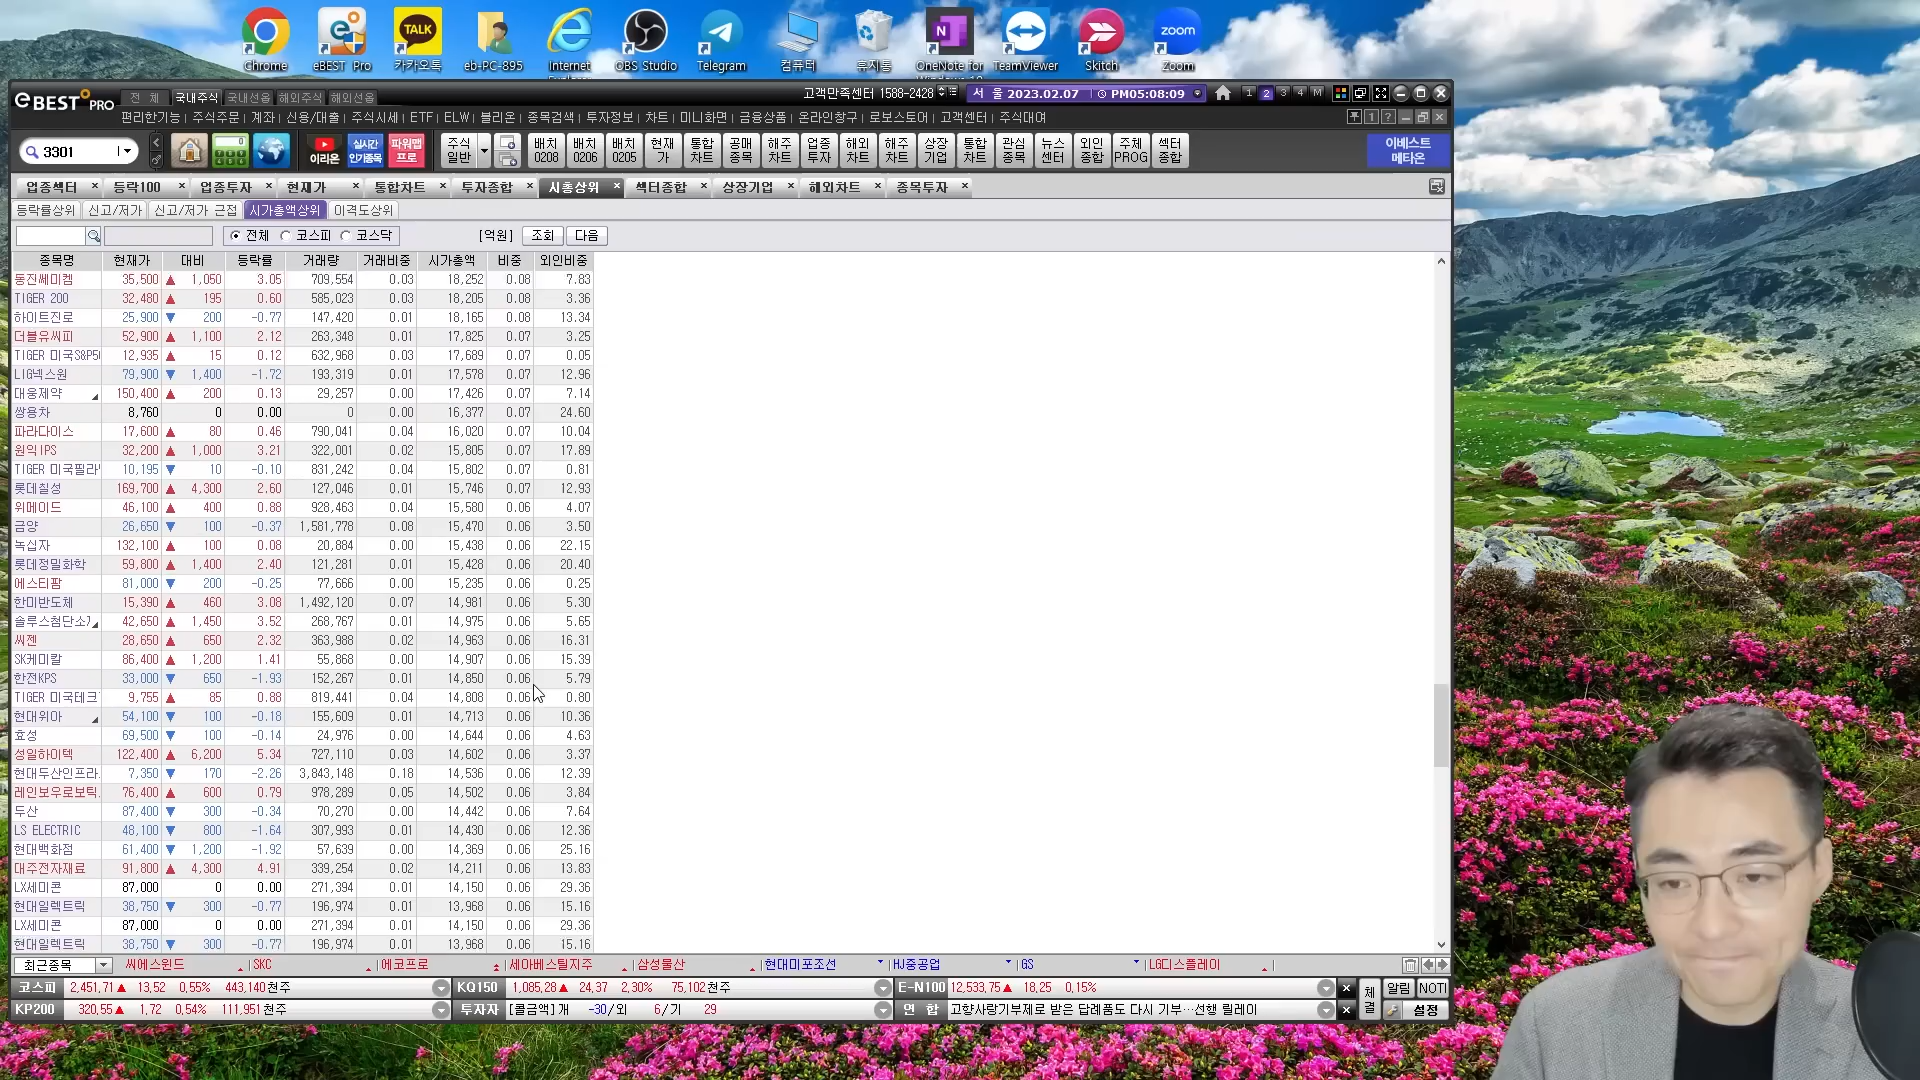 Chrome eBEST Pro 카카오톡 eb-PC-895 Internet OBS Studio Telegram 컴퓨터 휴지통 OneNote for TeamViewer Skitch Zoom
eBEST PRO 전 체 국내주식 국내선옵 해외주식 해외선옵 고객만족센터 1588-2428 서 울 2023.02.07 PM05:08:09 1 2 3 4 M
편리한기능 주식주문 계좌 신용/대출 주식시세 ETF ELW 블리온 종목검색 투자정보 차트 미니화면 금융상품 온라인창구 로보스토어 고객센터 주식대여
3301 이리온 실시간 인기종목 파워맵 프로 주식 일반 배치 0208 배치 0206 배치 0205 현재 가 통합 차트 공매 종목 해주 차트 업종 투자 해외 차트 해주 차트 상장 기업 통합 차트 관심 종목 뉴스 센터 외인 종합 주체 PROG 섹터 종합 이베스트 메타온
업종섹터 등락100 업종투자 현재가 통합차트 투자종합 시총상위 섹터종합 상장기업 해외차트 종목투자
등락률상위 신고/저가 신고/저가 근접 시가총액상위 이격도상위
전체 코스피 코스닥 [억원] 조회 다음
종목명 현재가 대비 등락률 거래량 거래비중 시가총액 비중 외인비중
동진쎄미켐 35,500 ▲ 1,050 3.05 709,554 0.03 18,252 0.08 7.83
TIGER 200 32,480 ▲ 195 0.60 585,023 0.03 18,205 0.08 3.36
하이트진로 25,900 ▼ 200 -0.77 147,420 0.01 18,165 0.08 13.34
더블유씨피 52,900 ▲ 1,100 2.12 263,348 0.01 17,825 0.07 3.25
TIGER 미국S&P5 12,935 ▲ 15 0.12 632,968 0.03 17,689 0.07 0.05
LIG넥스원 79,900 ▼ 1,400 -1.72 193,319 0.01 17,578 0.07 12.96
대웅제약 150,400 ▲ 200 0.13 29,257 0.00 17,426 0.07 7.14
쌍용차 8,760 0 0.00 0 0.00 16,377 0.07 24.60
파라다이스 17,600 ▲ 80 0.46 790,041 0.04 16,020 0.07 10.04
원익IPS 32,200 ▲ 1,000 3.21 322,001 0.02 15,805 0.07 17.89
TIGER 미국필라 10,195 ▼ 10 -0.10 831,242 0.04 15,802 0.07 0.81
롯데칠성 169,700 ▲ 4,300 2.60 127,046 0.01 15,746 0.07 12.93
위메이드 46,100 ▲ 400 0.88 928,463 0.04 15,580 0.06 4.07
금양 26,650 ▼ 100 -0.37 1,581,778 0.08 15,470 0.06 3.50
녹십자 132,100 ▲ 100 0.08 20,884 0.00 15,438 0.06 22.15
롯데정밀화학 59,800 ▲ 1,400 2.40 121,281 0.01 15,428 0.06 20.40
에스티팜 81,000 ▼ 200 -0.25 77,666 0.00 15,235 0.06 0.25
한미반도체 15,390 ▲ 460 3.08 1,492,120 0.07 14,981 0.06 5.30
솔루스첨단소재 42,650 ▲ 1,450 3.52 268,767 0.01 14,975 0.06 5.65
씨젠 28,650 ▲ 650 2.32 363,988 0.02 14,963 0.06 16.31
SK케미칼 86,400 ▲ 1,200 1.41 55,868 0.00 14,907 0.06 15.39
한전KPS 33,000 ▼ 650 -1.93 152,267 0.01 14,850 0.06 5.79
TIGER 미국테크 9,755 ▲ 85 0.88 819,441 0.04 14,808 0.06 0.80
현대위아 54,100 ▼ 100 -0.18 155,609 0.01 14,713 0.06 10.36
효성 69,500 ▼ 100 -0.14 24,976 0.00 14,644 0.06 4.63
성일하이텍 122,400 ▲ 6,200 5.34 727,110 0.03 14,602 0.06 3.37
현대두산인프라. 7,350 ▼ 170 -2.26 3,843,148 0.18 14,536 0.06 12.39
레인보우로보틱. 76,400 ▲ 600 0.79 978,289 0.05 14,502 0.06 3.84
두산 87,400 ▼ 300 -0.34 70,270 0.00 14,442 0.06 7.64
LS ELECTRIC 48,100 ▼ 800 -1.64 307,993 0.01 14,430 0.06 12.36
현대백화점 61,400 ▼ 1,200 -1.92 57,639 0.00 14,369 0.06 25.16
대주전자재료 91,800 ▲ 4,300 4.91 339,254 0.02 14,211 0.06 13.83
LX세미콘 87,000 0 0.00 271,394 0.01 14,150 0.06 29.36
현대일렉트릭 38,750 ▼ 300 -0.77 196,974 0.01 13,968 0.06 15.16
LX세미콘 87,000 0 0.00 271,394 0.01 14,150 0.06 29.36
현대일렉트릭 38,750 ▼ 300 -0.77 196,974 0.01 13,968 0.06 15.16
최근종목 씨에스윈드 SKC 에코프로 세아베스틸지주 삼성물산 현대미포조선 HJ중공업 GS LG디스플레이
코스피 2,451,71▲ 13,52 0,55% 443,140천주 KQ150 1,085,28▲ 24,37 2,30% 75,102천주 E-N100 12,533,75▲ 18,25 0,15% 체결 알림 NOTI
KP200 320,55▲ 1,72 0,54% 111,951천주 투자자 [콜금액]개 -30/외 6/기 29 연 합 고향사랑기부제로 받은 답례품도 다시 기부…선행 릴레이 설정